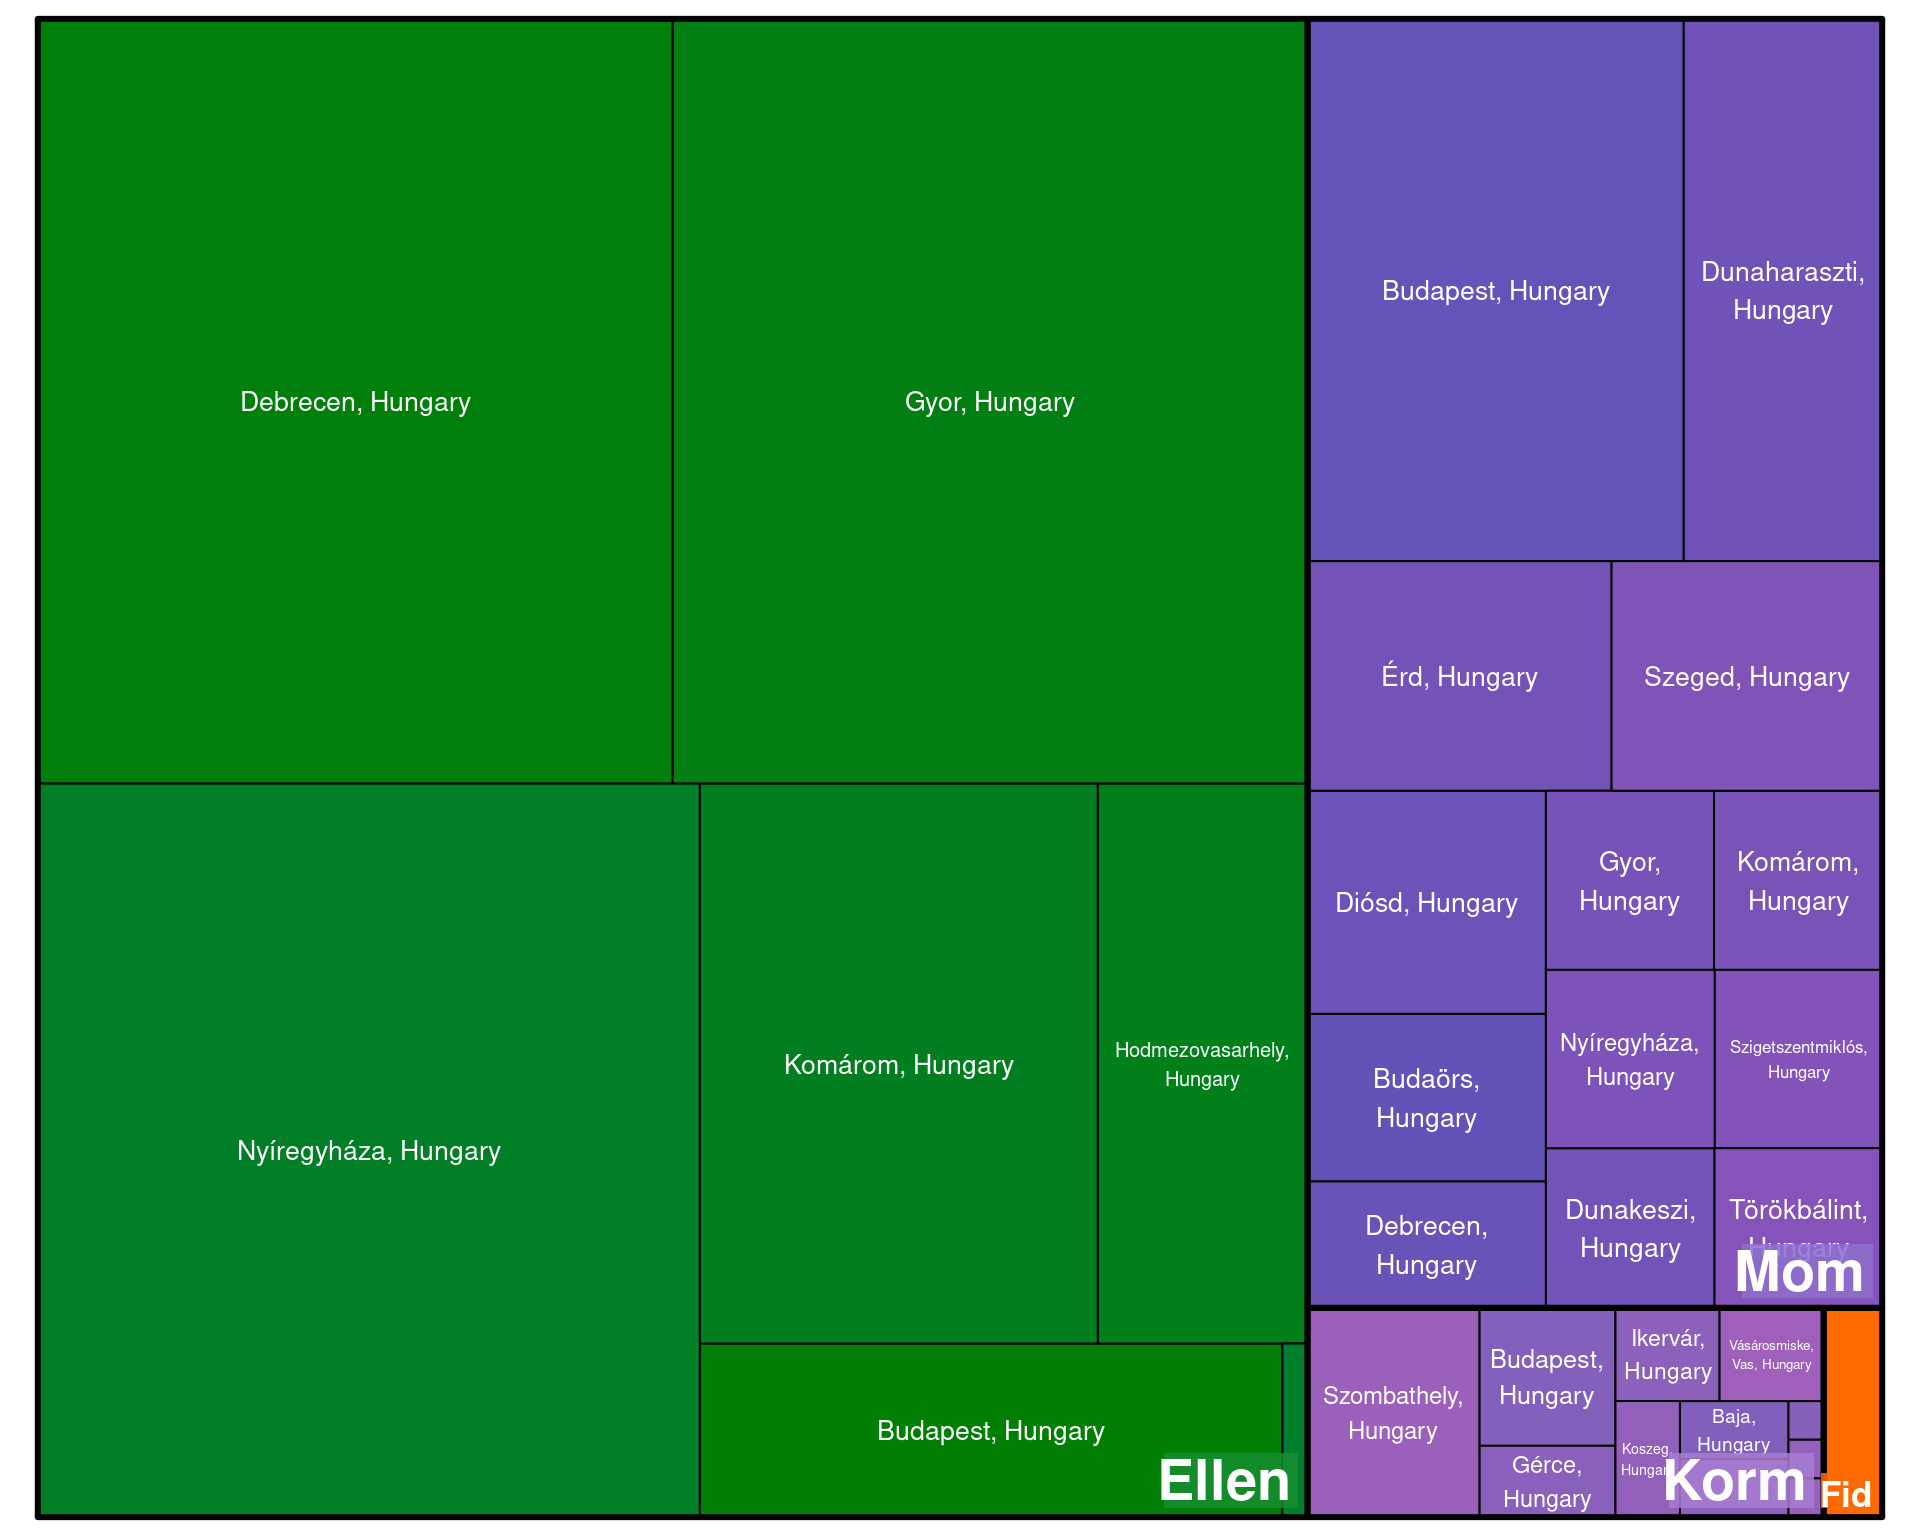 Debrecen, Hungary
Gyor, Hungary
Nyíregyháza, Hungary
Komárom, Hungary
Hodmezovasarhely,
Hungary
Budapest, Hungary
Ellen
Budapest, Hungary
Dunaharaszti,
Hungary
Érd, Hungary
Szeged, Hungary
Diósd, Hungary
Gyor,
Hungary
Komárom,
Hungary
Budaörs,
Hungary
Nyíregyháza,
Hungary
Szigetszentmiklós,
Hungary
Debrecen,
Hungary
Dunakeszi,
Hungary
Törökbálint,
Hungary
Mom
Szombathely,
Hungary
Budapest,
Hungary
Gérce,
Hungary
Ikervár,
Hungary
Vásárosmiske,
Vas, Hungary
Koszeg,
Hungary
Baja,
Hungary
Korm
Fid